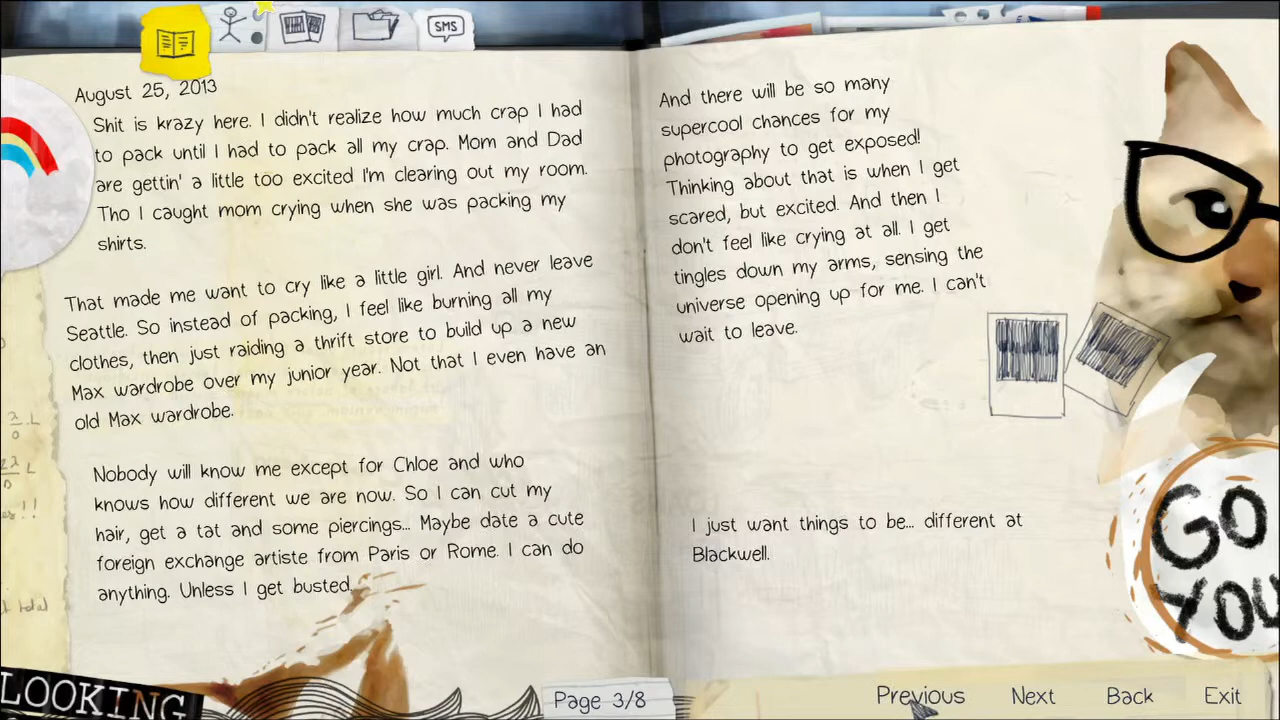 SMS
August 25, 2013
Shit is krazy here. I didn't realize how much crap I had
to pack until I had to pack all my crap. Mom and Dad
are gettin' a little too excited I'm clearing out my room.
Tho I caught mom crying when she was packing my
shirts.
That made me want to cry like a little girl. And never leave
Seattle. So instead of packing, I feel like burning all my
clothes, then just raiding a thrift store to build up a new
Max wardrobe over my junior year. Not that I even have an
old Max wardrobe.
Nobody will know me except for Chloe and who
knows how different we are now. So I can cut my
hair, get a tat and some piercings... Maybe date a cute
foreign exchange artiste from Paris or Rome. I can do
anything. Unless I get busted.
And there will be so many
supercool chances for my
photography to get exposed!
Thinking about that is when I get
scared, but excited. And then I
don't feel like crying at all. I get
tingles down my arms, sensing the
universe opening up for me. I can't
wait to leave.
I just want things to be... different at
Blackwell.
GO
YOU
LOOKING
Page 3/8
Previous
Next
Back
Exit